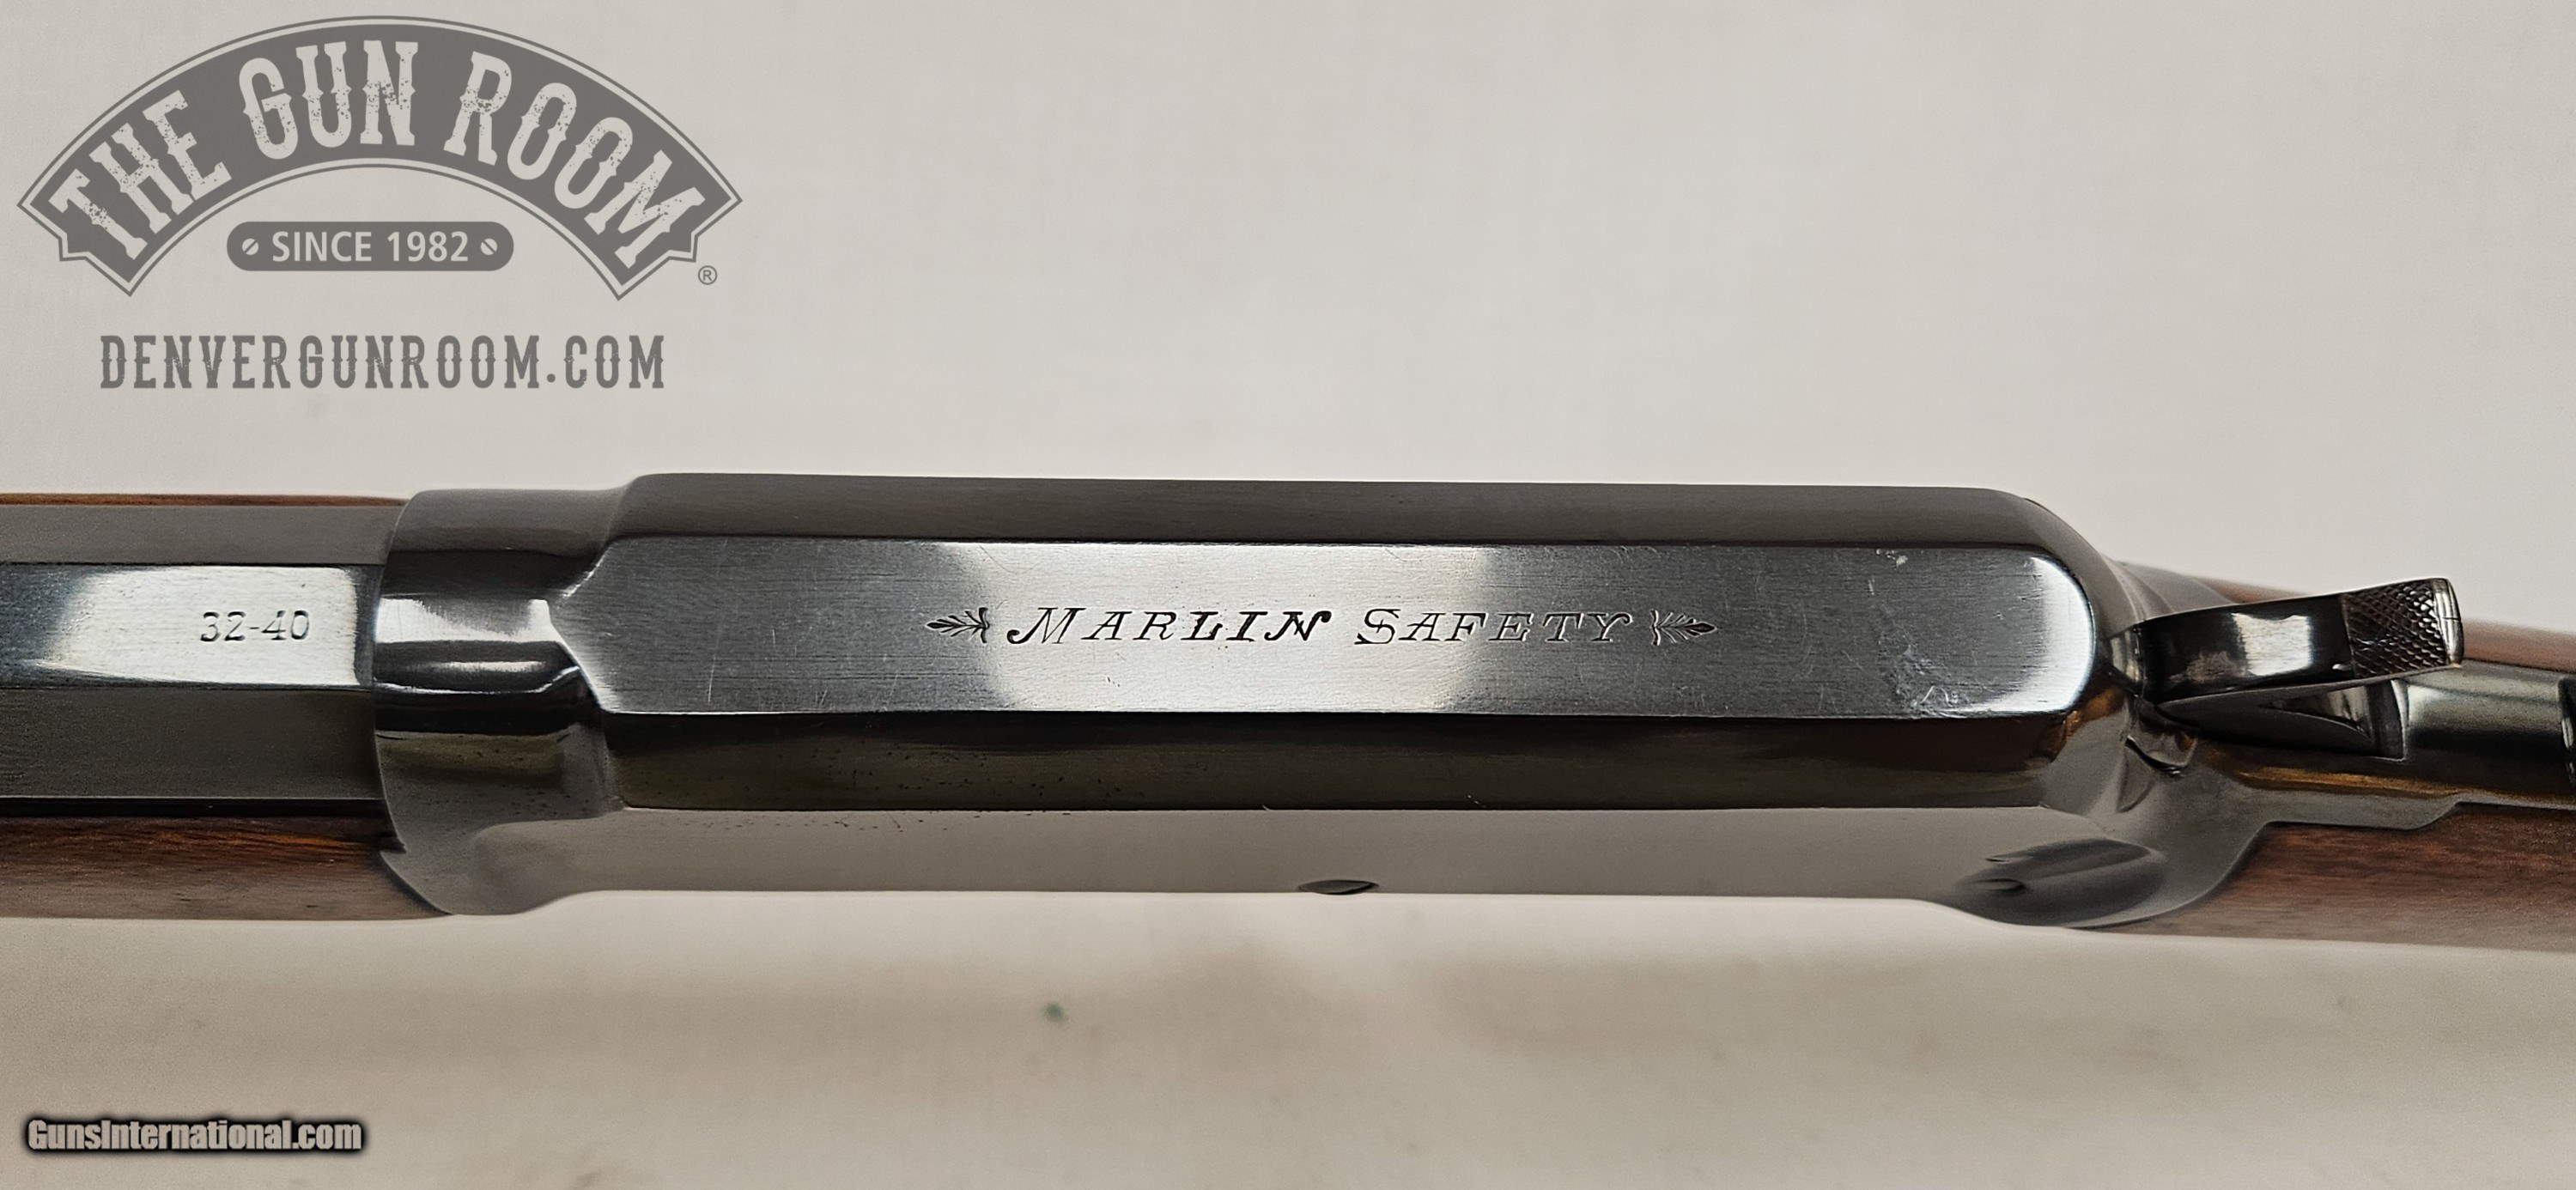 THE GUN ROOM
SINCE 1982
®
DENVERGUNROOM.COM
32-40
MARLIN SAFETY
GunsInternational.com